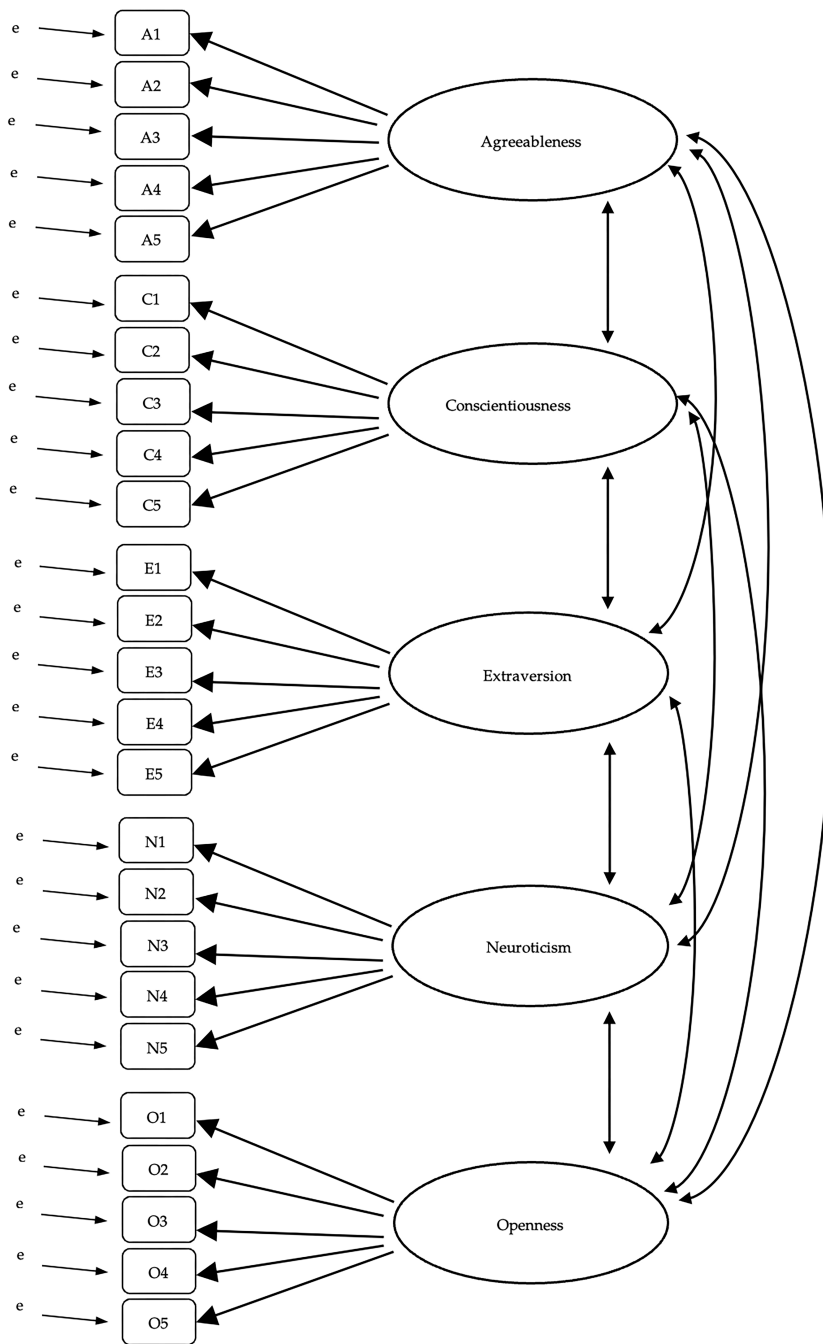 e A1
e A2
e A3
e A4
e A5
Agreeableness
e C1
e C2
e C3
e C4
e C5
Conscientiousness
e E1
e E2
e E3
e E4
e E5
Extraversion
e N1
e N2
e N3
e N4
e N5
Neuroticism
e O1
e O2
e O3
e O4
e O5
Openness